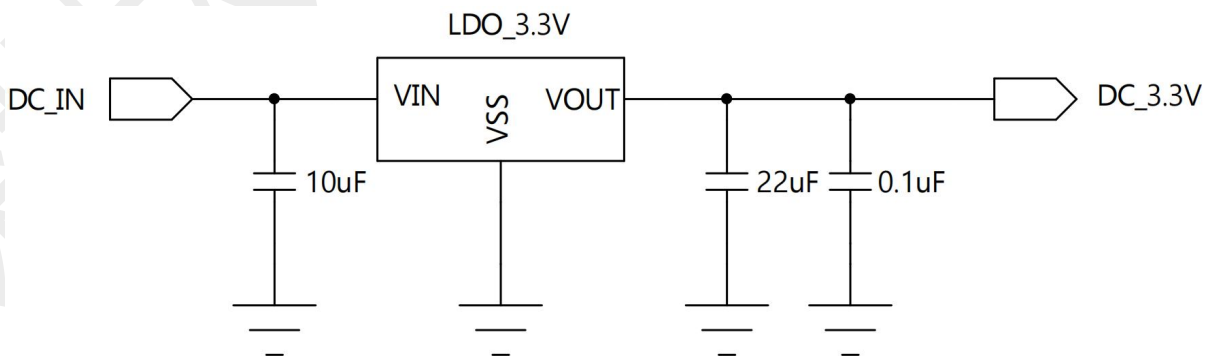 LDO_3.3V
DC_IN
VIN
VSS
VOUT
DC_3.3V
10uF
22uF
0.1uF